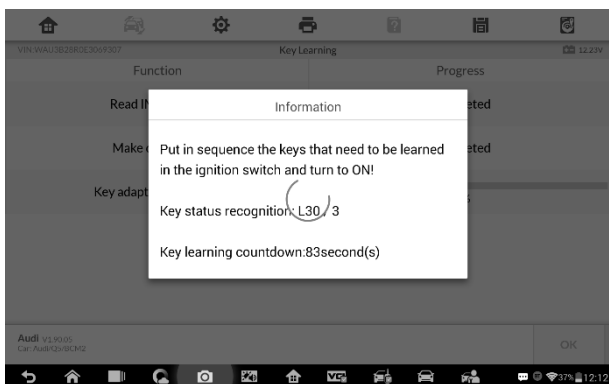 VIN:WAU3B28R0E3069307
Key Learning
12.23V
Function
Progress
Read I
eted
Make
eted
Key adapt
Information
Put in sequence the keys that need to be learned
in the ignition switch and turn to ON!
Key status recognition: L30 / 3
Key learning countdown:83second(s)
Audi V1.90.05
Car: Audi/Q5/BCM2
OK
37%
12:12